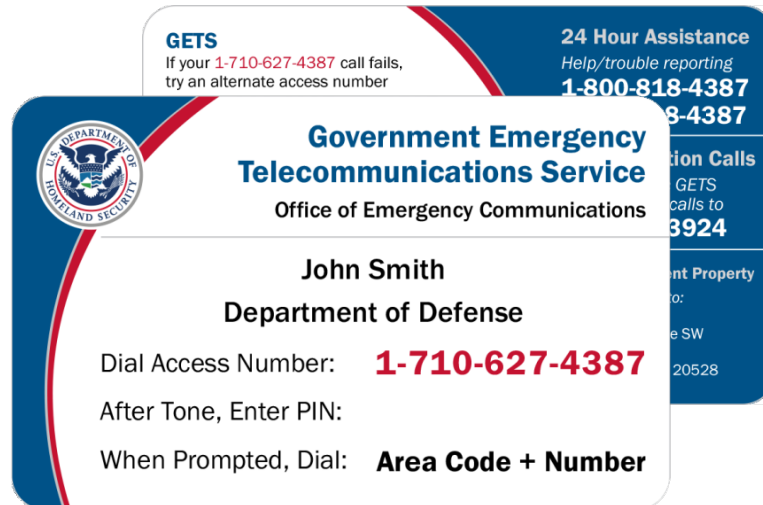 GETS
If your 1-710-627-4387 call fails,
try an alternate access number
24 Hour Assistance
Help/trouble reporting
1-800-818-4387
8-4387
tion Calls
GETS
calls to
3924
ent Property
to:
e SW
20528
U.S. DEPARTMENT OF
HOMELAND SECURITY
Government Emergency
Telecommunications Service
Office of Emergency Communications
John Smith
Department of Defense
Dial Access Number: 1-710-627-4387
After Tone, Enter PIN:
When Prompted, Dial: Area Code + Number